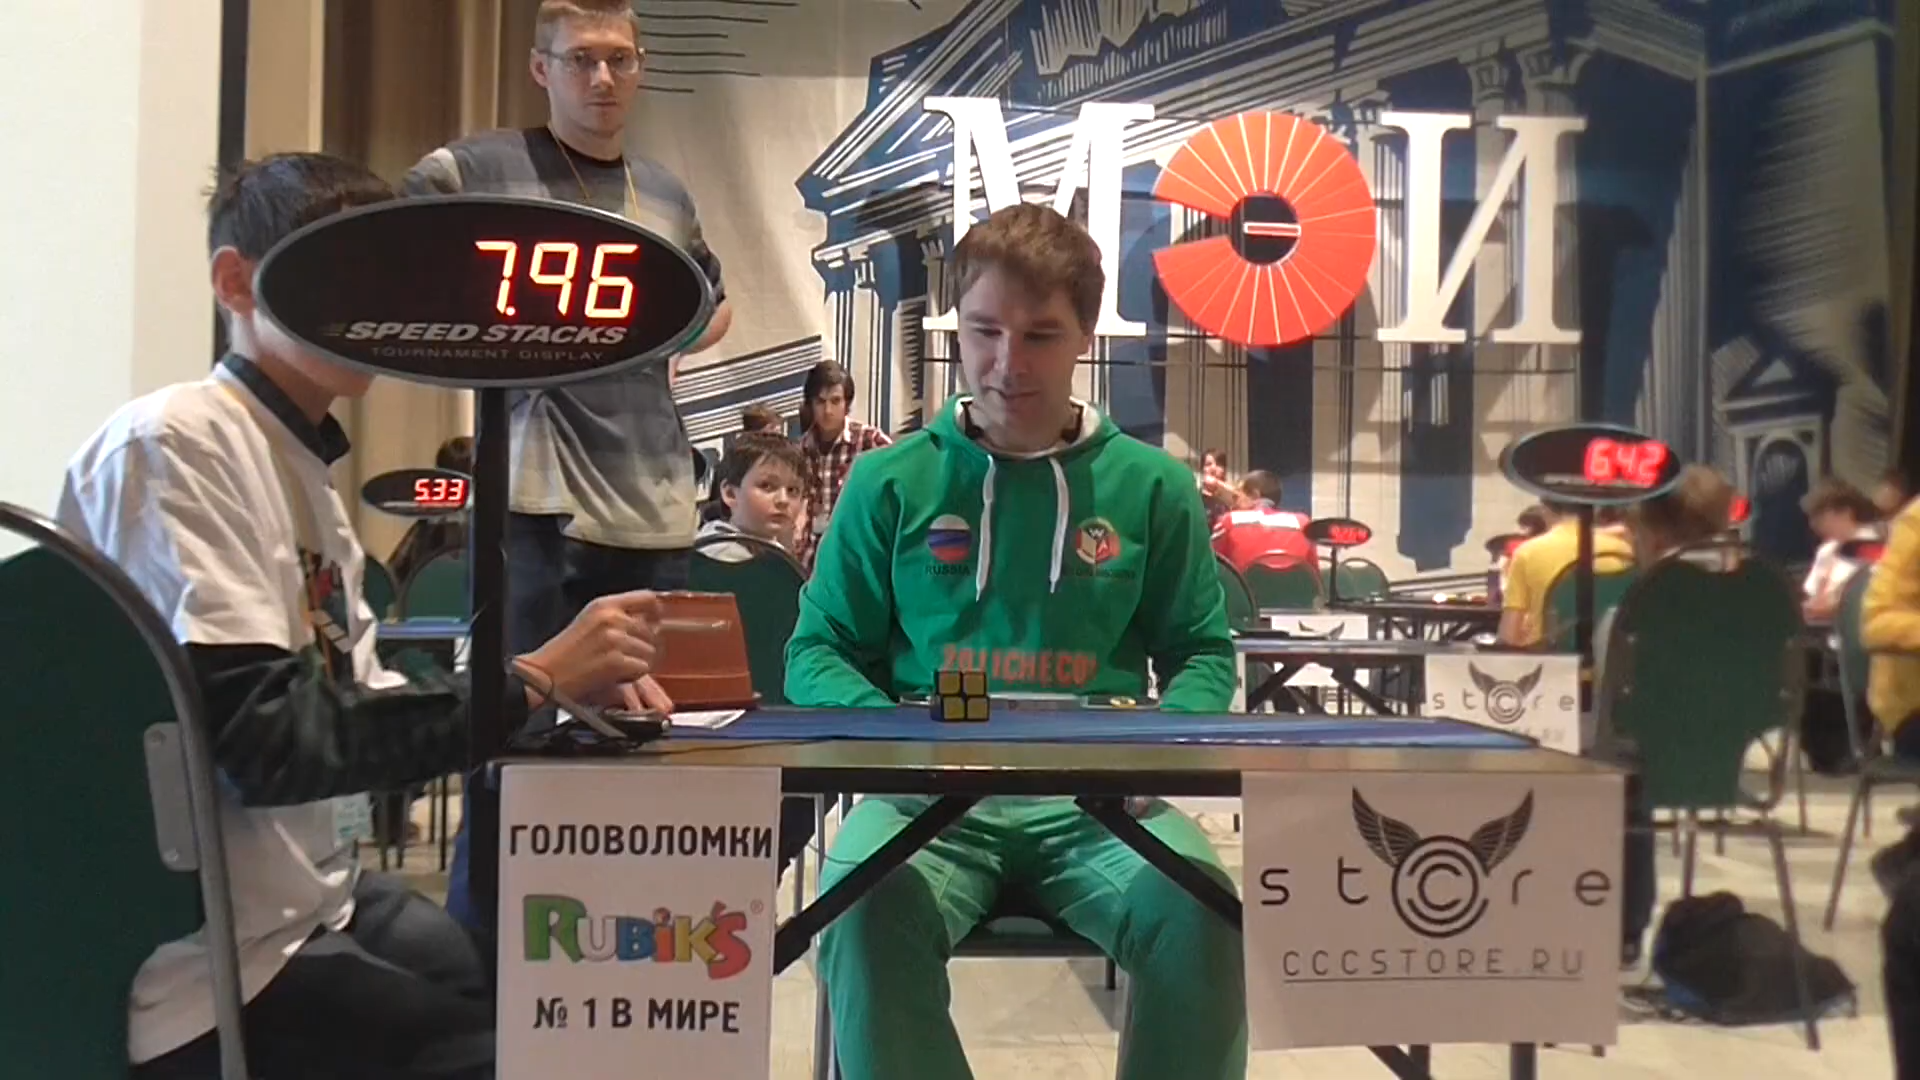 МЭИ
7.96
SPEED STACKS
TOURNAMENT DISPLAY
5.33
6.42
RUSSIA
store
ГОЛОВОЛОМКИ
RUBIK'S®
№ 1 В МИРЕ
store
CCCSTORE.RU